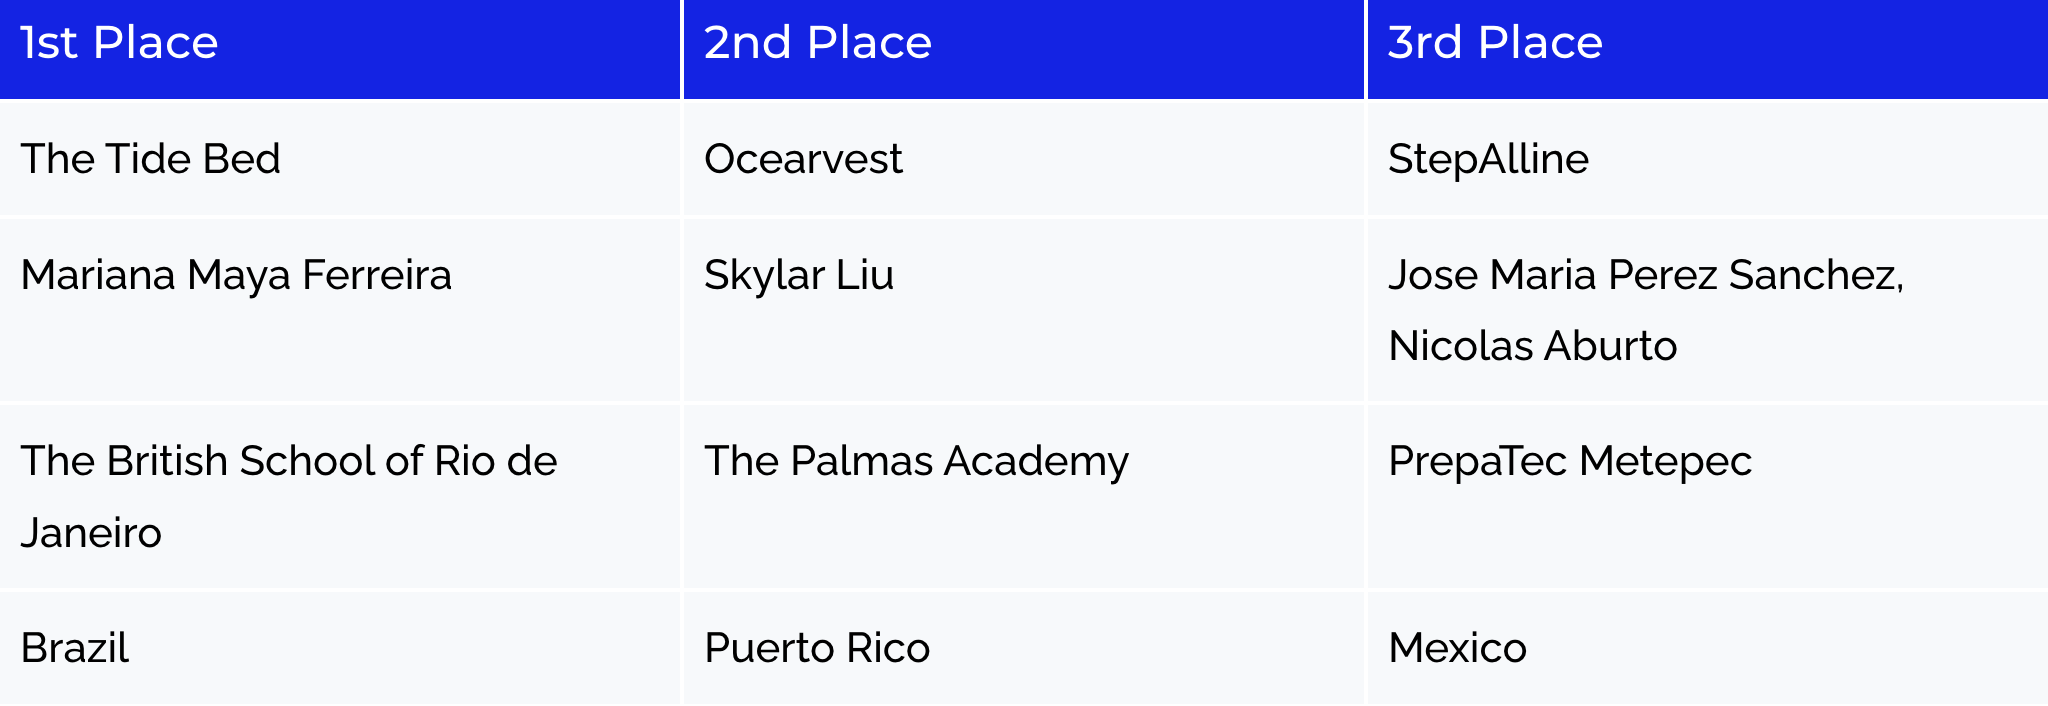 1st Place
2nd Place
3rd Place
The Tide Bed
Ocearvest
StepAlline
Mariana Maya Ferreira
Skylar Liu
Jose Maria Perez Sanchez,
Nicolas Aburto
The British School of Rio de
Janeiro
The Palmas Academy
PrepaTec Metepec
Brazil
Puerto Rico
Mexico